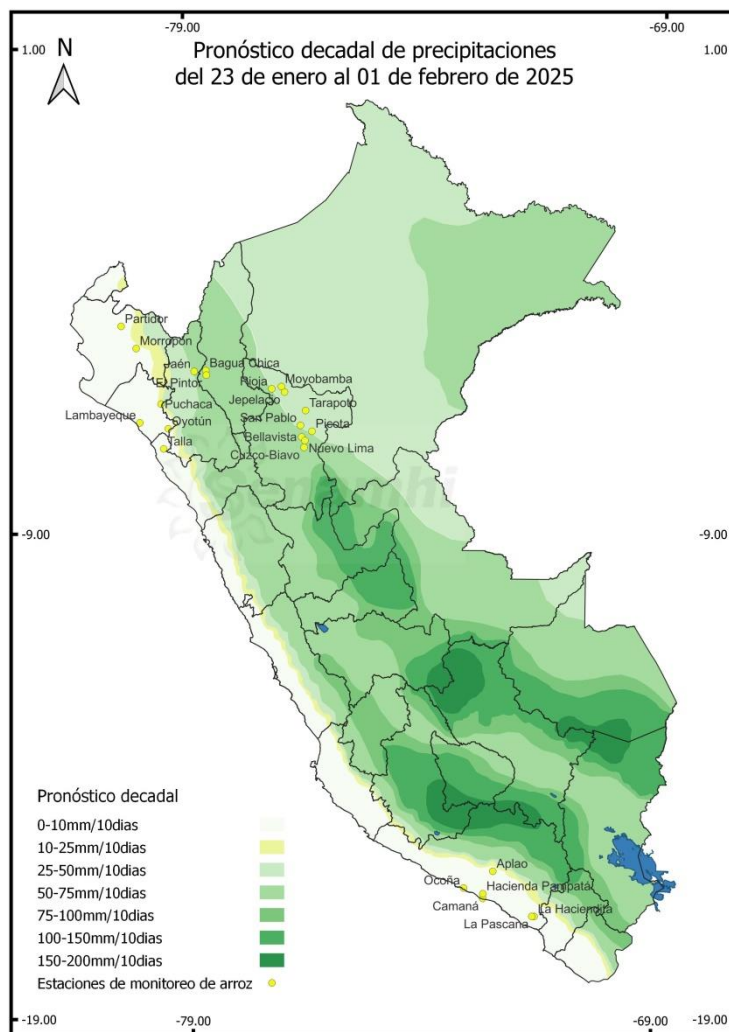 -79.00
-69.00
1.00
1.00
N
Pronóstico decadal de precipitaciones
del 23 de enero al 01 de febrero de 2025
Partidor
Morropón
Jaén
Bagua Chica
El Pintor
Rioja
Moyobamba
Jepelacio
Puchaca
Tarapoto
Lambayeque
Oyotún
San Pablo
Picota
Talla
Bellavista
Nuevo Lima
Cuzco-Biavo
Senamhi
-9.00
-9.00
Pronóstico decadal
0-10mm/10dias
10-25mm/10dias
25-50mm/10dias
50-75mm/10dias
75-100mm/10dias
100-150mm/10dias
150-200mm/10dias
Estaciones de monitoreo de arroz
Aplao
Ocoña
Hacienda Pampatá
Camaná
La Haciendita
La Pascana
-19.00
-79.00
-69.00
-19.00